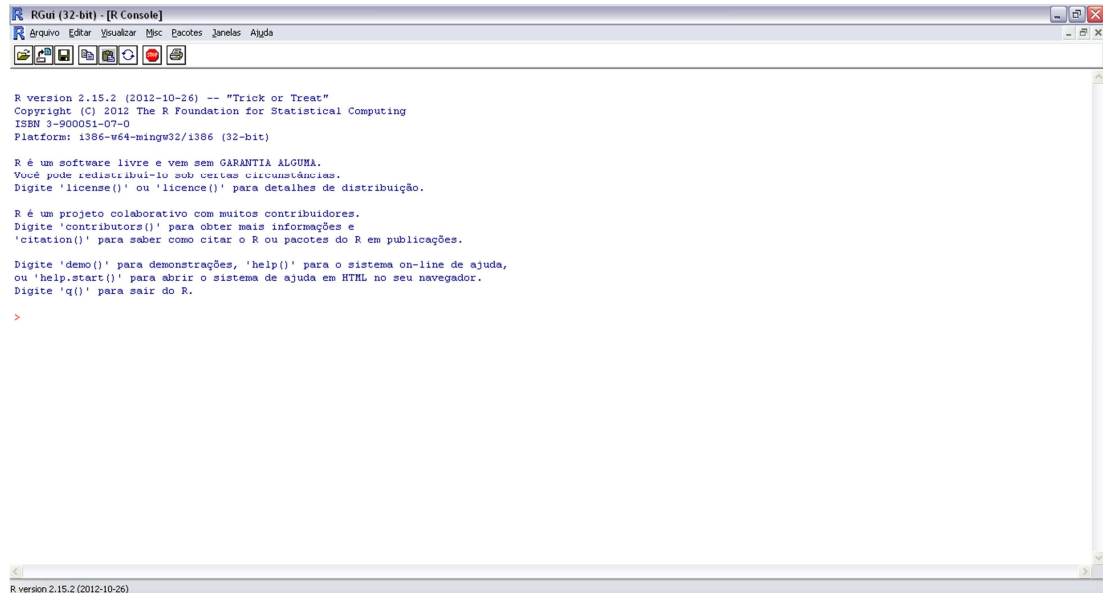 RGui (32-bit) - [R Console]
Arquivo Editar Visualizar Misc Pacotes Janelas Ajuda
STOP
R version 2.15.2 (2012-10-26) -- "Trick or Treat"
Copyright (C) 2012 The R Foundation for Statistical Computing
ISBN 3-900051-07-0
Platform: i386-w64-mingw32/i386 (32-bit)
R é um software livre e vem sem GARANTIA ALGUMA.
Você pode redistribuí-lo sob certas circunstâncias.
Digite 'license()' ou 'licence()' para detalhes de distribuição.
R é um projeto colaborativo com muitos contribuidores.
Digite 'contributors()' para obter mais informações e
'citation()' para saber como citar o R ou pacotes do R em publicações.
Digite 'demo()' para demonstrações, 'help()' para o sistema on-line de ajuda,
ou 'help.start()' para abrir o sistema de ajuda em HTML no seu navegador.
Digite 'q()' para sair do R.
>
R version 2.15.2 (2012-10-26)